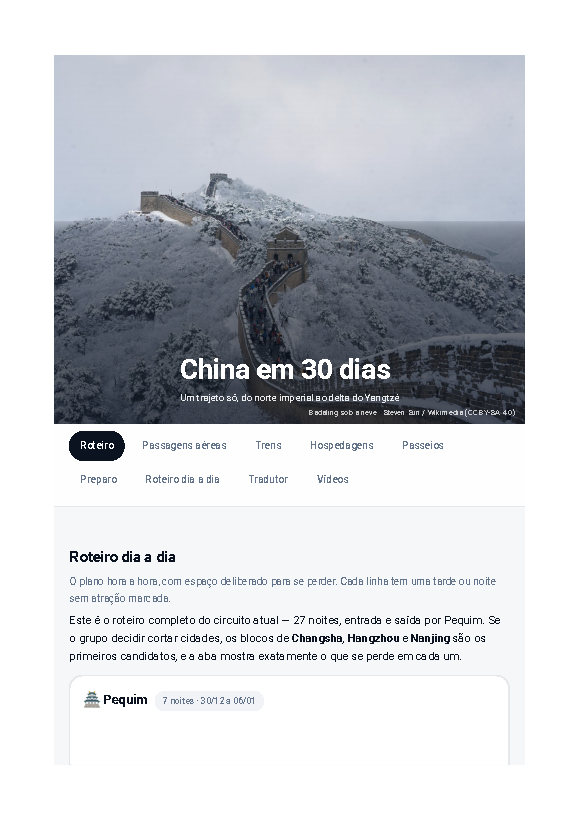 China em 30 dias
Um trajeto só, do norte imperial ao delta do Yangtzé
Badaling sob a neve · Steven Sun / Wikimedia (CC BY-SA 4.0)
Roteiro
Passagens aéreas
Trens
Hospedagens
Passeios
Preparo
Roteiro dia a dia
Tradutor
Vídeos
Roteiro dia a dia
O plano hora a hora, com espaço deliberado para se perder. Cada linha tem uma tarde ou noite
sem atração marcada.
Este é o roteiro completo do circuito atual — 27 noites, entrada e saída por Pequim. Se
o grupo decidir cortar cidades, os blocos de Changsha, Hangzhou e Nanjing são os
primeiros candidatos, e a aba mostra exatamente o que se perde em cada um.
Pequim 7 noites · 30/12 a 06/01